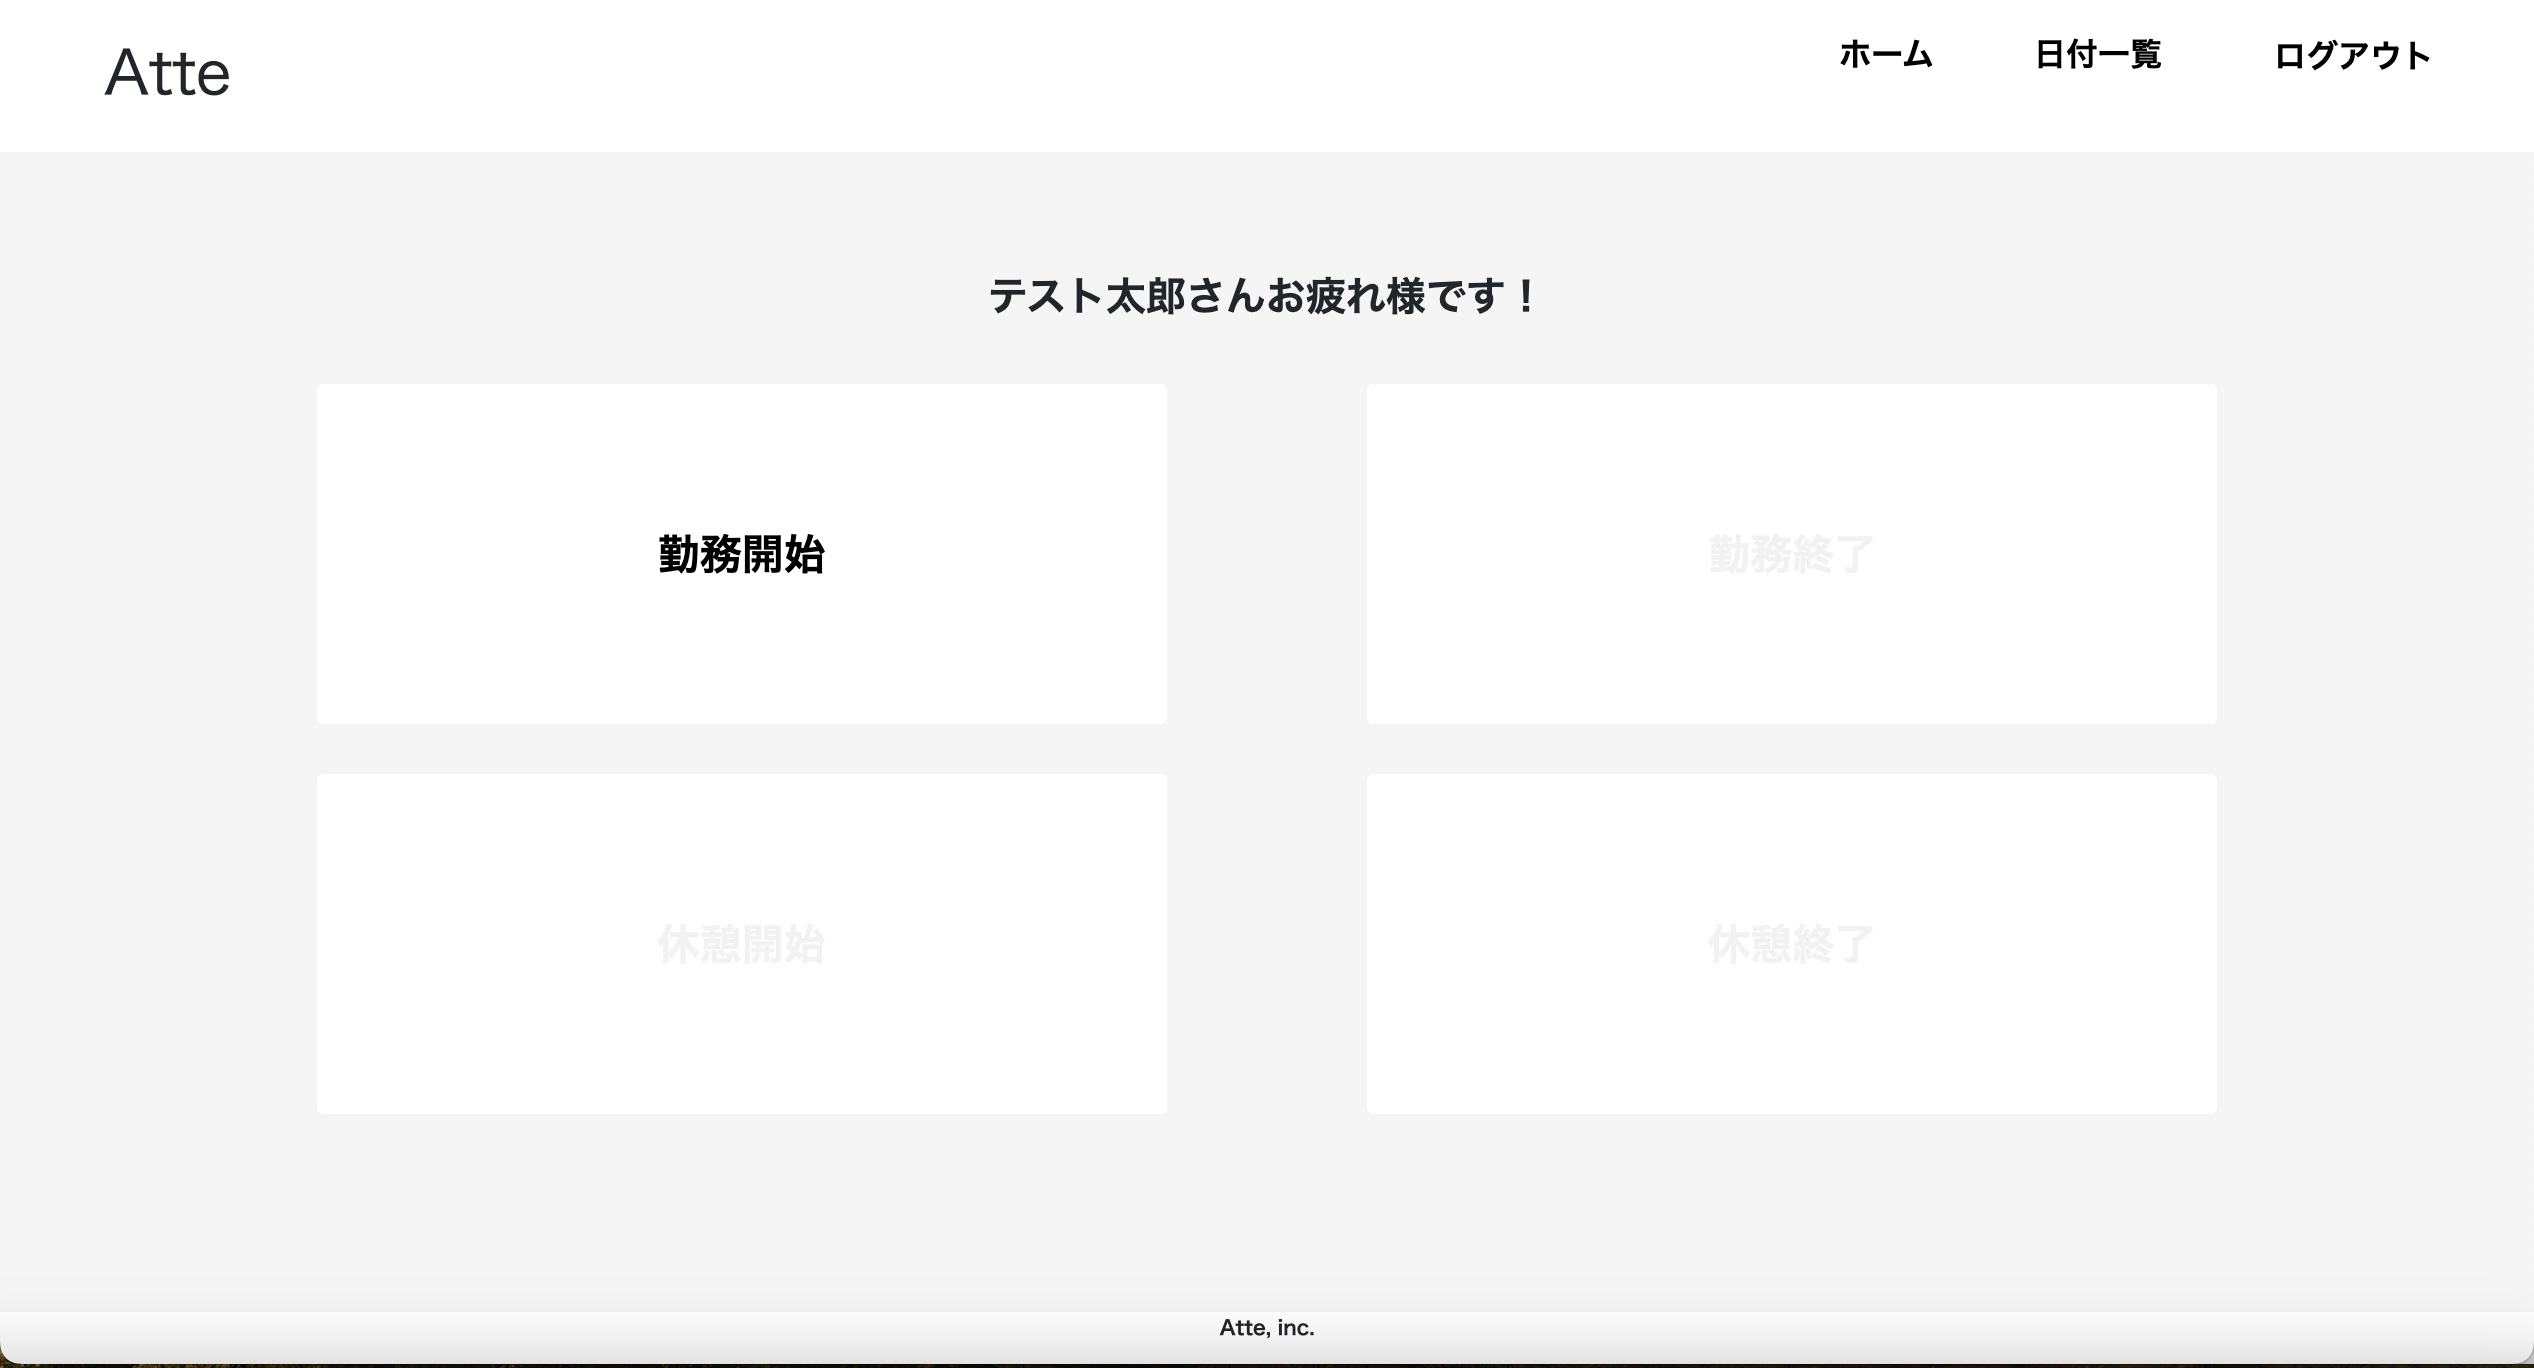 Atte
ホーム
日付一覧
ログアウト
テスト太郎さんお疲れ様です！
勤務開始
勤務終了
休憩開始
休憩終了
Atte, inc.